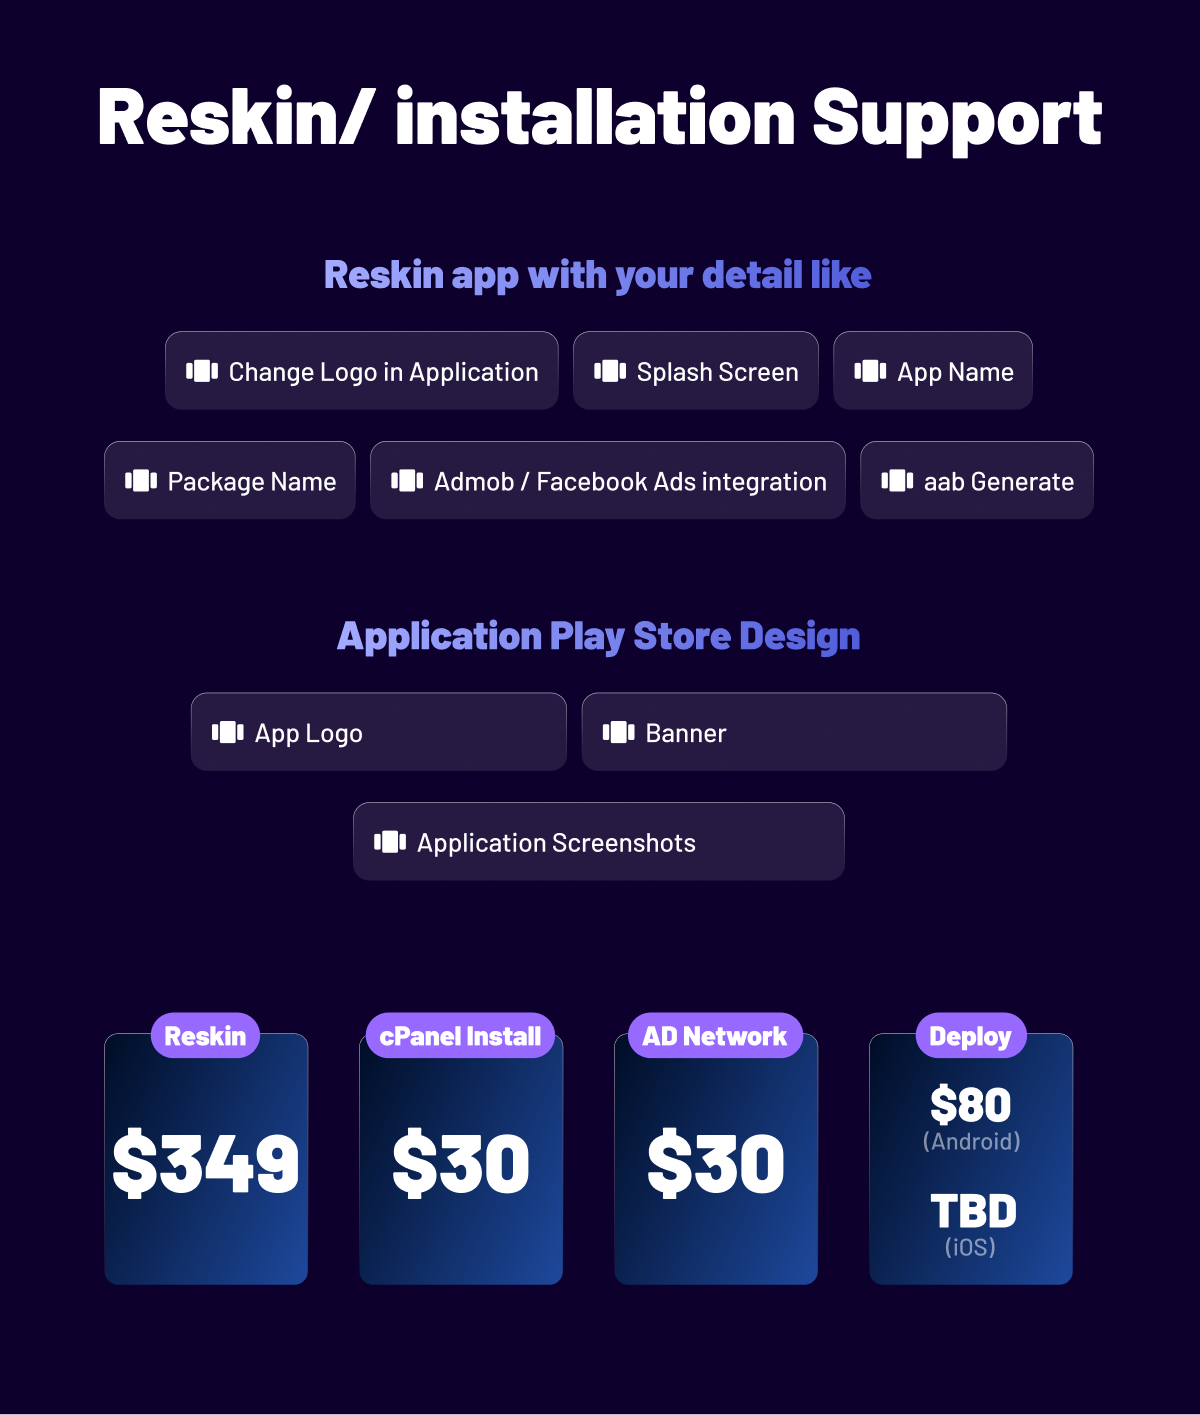 Reskin/ installation Support
Reskin app with your detail like
Change Logo in Application
Splash Screen
App Name
Package Name
Admob / Facebook Ads integration
aab Generate
Application Play Store Design
App Logo
Banner
Application Screenshots
Reskin
$349
cPanel Install
$30
AD Network
$30
Deploy
$80
(Android)
TBD
(iOS)